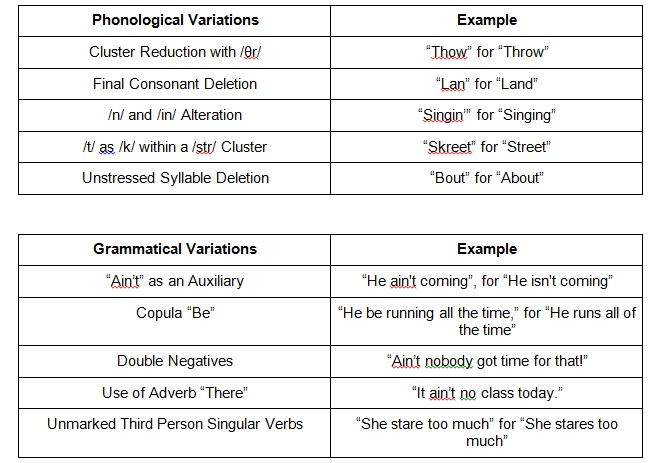 Phonological Variations Example
Cluster Reduction with /θr/ “Thow” for “Throw”
Final Consonant Deletion “Lan” for “Land”
/n/ and /in/ Alteration “Singin’” for “Singing”
/t/ as /k/ within a /str/ Cluster “Skreet” for “Street”
Unstressed Syllable Deletion “Bout” for “About”
Grammatical Variations Example
“Ain’t” as an Auxiliary “He ain't coming”, for “He isn't coming”
Copula “Be” “He be running all the time,” for “He runs all of
the time”
Double Negatives “Ain’t nobody got time for that!”
Use of Adverb “There” “It ain’t no class today.”
Unmarked Third Person Singular Verbs “She stare too much” for “She stares too
much”